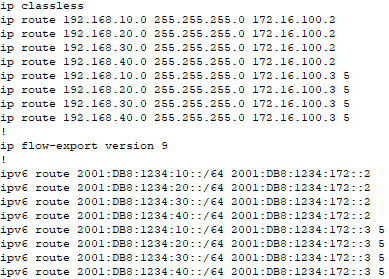 ip classless
ip route 192.168.10.0 255.255.255.0 172.16.100.2
ip route 192.168.20.0 255.255.255.0 172.16.100.2
ip route 192.168.30.0 255.255.255.0 172.16.100.2
ip route 192.168.40.0 255.255.255.0 172.16.100.2
ip route 192.168.10.0 255.255.255.0 172.16.100.3 5
ip route 192.168.20.0 255.255.255.0 172.16.100.3 5
ip route 192.168.30.0 255.255.255.0 172.16.100.3 5
ip route 192.168.40.0 255.255.255.0 172.16.100.3 5
!
ip flow-export version 9
!
ipv6 route 2001:DB8:1234:10::/64 2001:DB8:1234:172::2
ipv6 route 2001:DB8:1234:20::/64 2001:DB8:1234:172::2
ipv6 route 2001:DB8:1234:30::/64 2001:DB8:1234:172::2
ipv6 route 2001:DB8:1234:40::/64 2001:DB8:1234:172::2
ipv6 route 2001:DB8:1234:10::/64 2001:DB8:1234:172::3 5
ipv6 route 2001:DB8:1234:20::/64 2001:DB8:1234:172::3 5
ipv6 route 2001:DB8:1234:30::/64 2001:DB8:1234:172::3 5
ipv6 route 2001:DB8:1234:40::/64 2001:DB8:1234:172::3 5